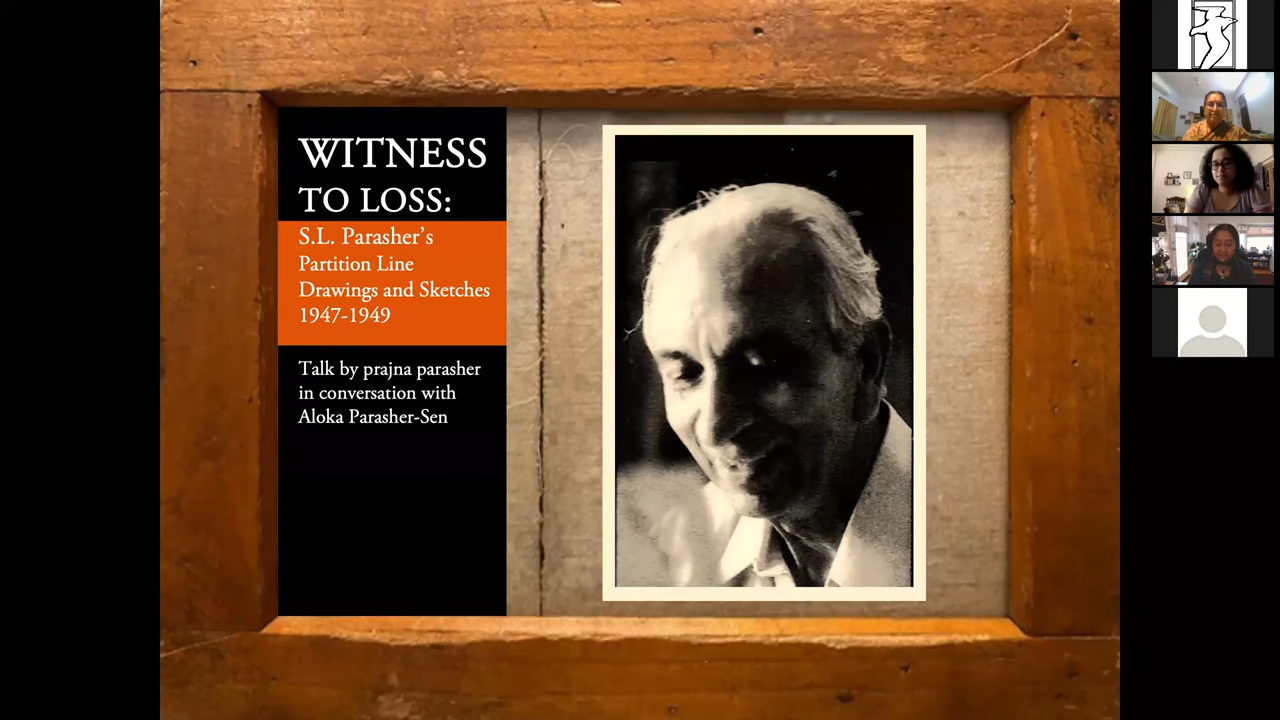 WITNESS
TO LOSS:
S.L. Parasher’s
Partition Line
Drawings and Sketches
1947-1949
Talk by prajna parasher
in conversation with
Aloka Parasher-Sen